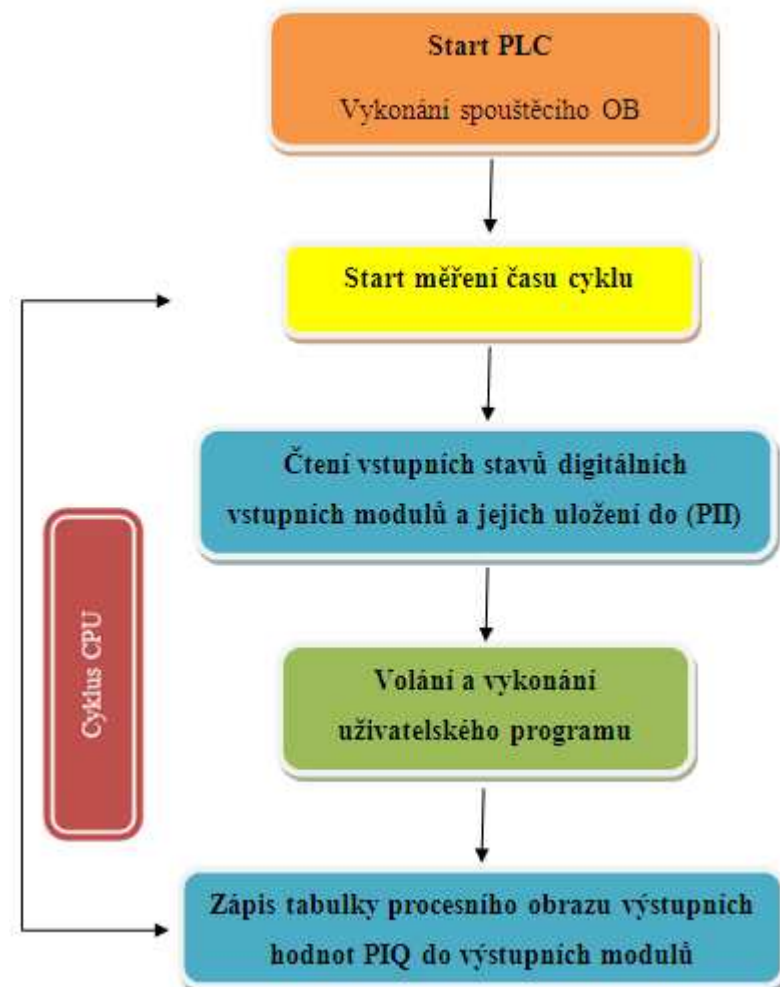 Start PLC
Vykonání spouštěcího OB
Start měření času cyklu
Čtení vstupních stavů digitálních
vstupních modulů a jejich uložení do (PII)
Cyklus CPU
Volání a vykonání
uživatelského programu
Zápis tabulky procesního obrazu výstupních
hodnot PIQ do výstupních modulů